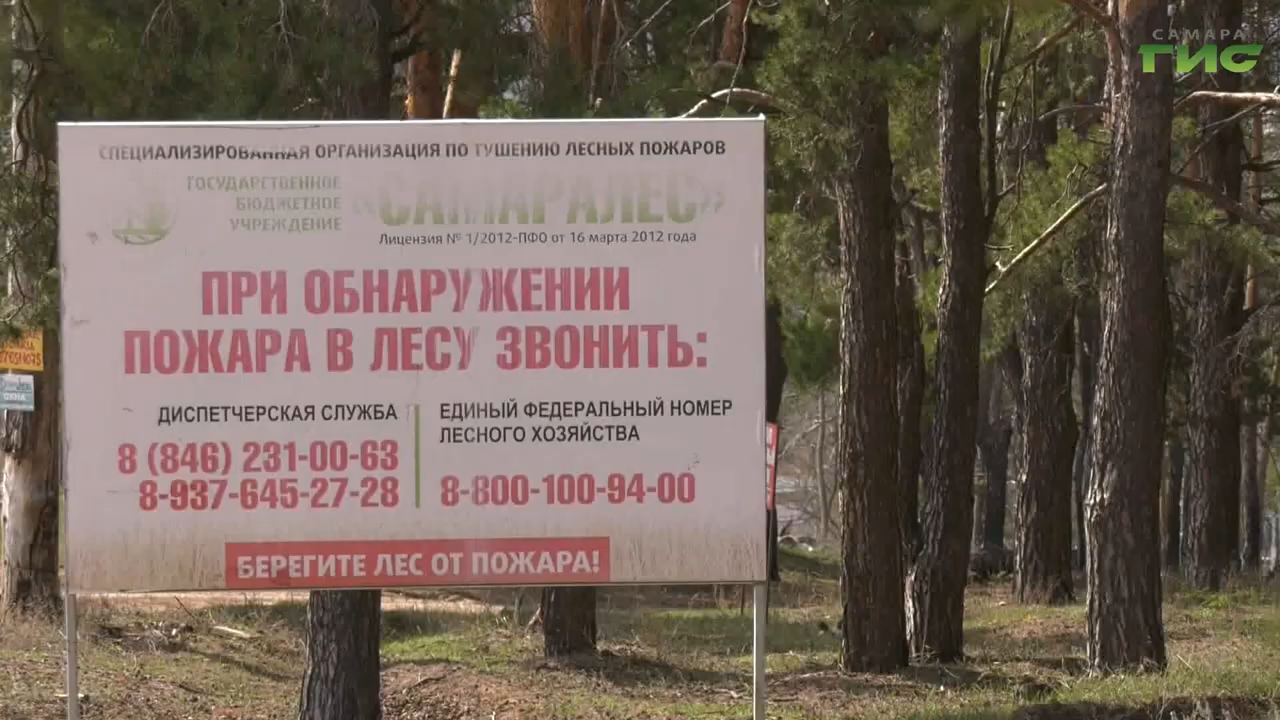 САМАРА
ГИС
СПЕЦИАЛИЗИРОВАННАЯ ОРГАНИЗАЦИЯ ПО ТУШЕНИЮ ЛЕСНЫХ ПОЖАРОВ
ГОСУДАРСТВЕННОЕ
БЮДЖЕТНОЕ
УЧРЕЖДЕНИЕ
«САМАРАЛЕС»
Лицензия № 1/2012-ПФО от 16 марта 2012 года
ПРИ ОБНАРУЖЕНИИ
ПОЖАРА В ЛЕСУ ЗВОНИТЬ:
ДИСПЕТЧЕРСКАЯ СЛУЖБА
8 (846) 231-00-63
8-937-645-27-28
ЕДИНЫЙ ФЕДЕРАЛЬНЫЙ НОМЕР
ЛЕСНОГО ХОЗЯЙСТВА
8-800-100-94-00
БЕРЕГИТЕ ЛЕС ОТ ПОЖАРА!
ОКНА